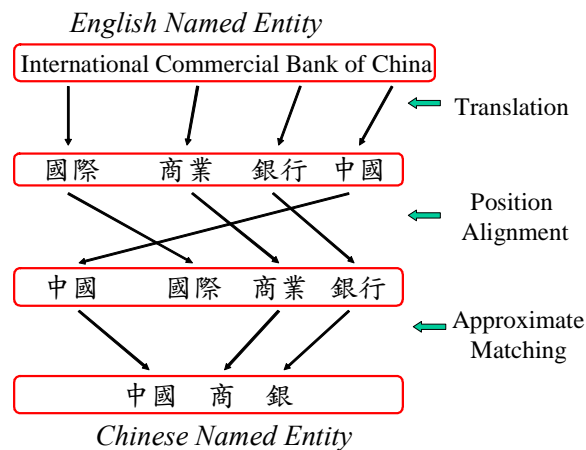 English Named Entity
International Commercial Bank of China
Translation
國際 商業 銀行 中國
Position
Alignment
中國 國際 商業 銀行
Approximate
Matching
中國 商 銀
Chinese Named Entity